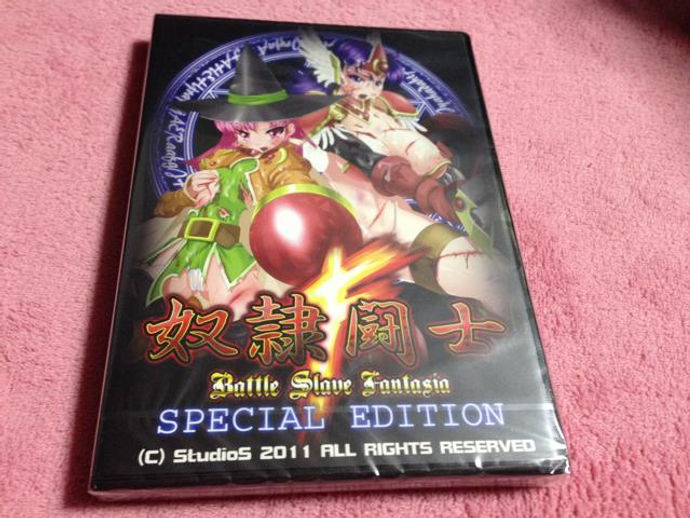 奴隷闘士
Battle Slave Fantasia
SPECIAL EDITION
(C) StudioS 2011 ALL RIGHTS RESERVED